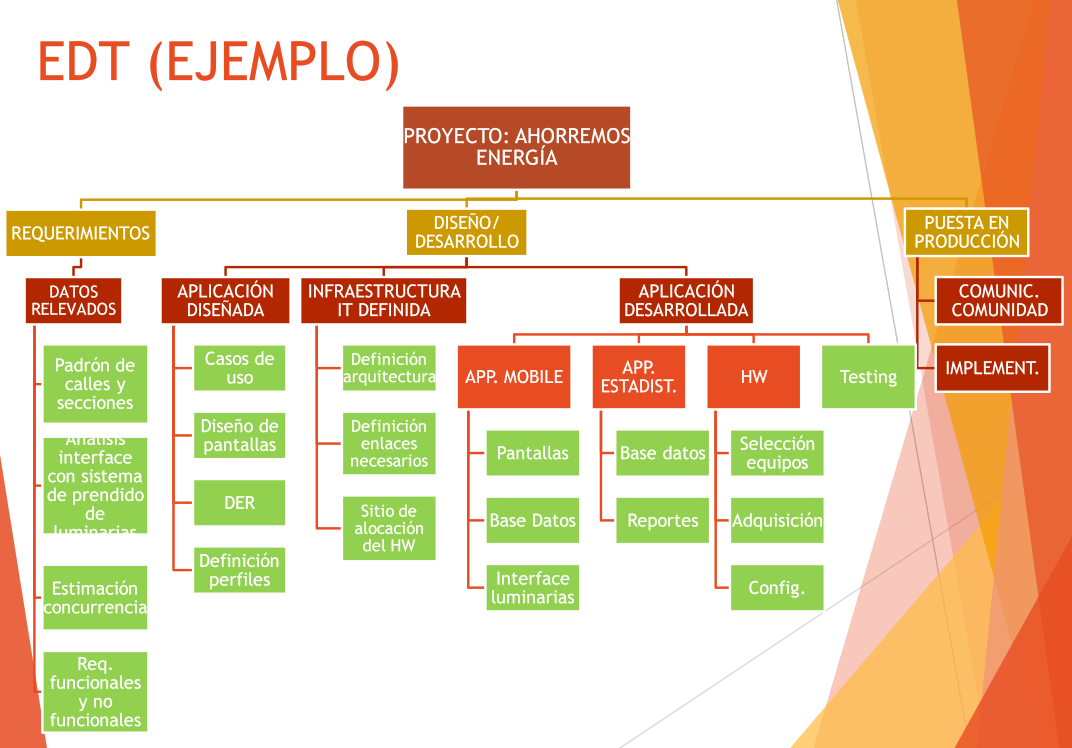 EDT (EJEMPLO)
PROYECTO: AHORREMOS
ENERGÍA
REQUERIMIENTOS
DATOS
RELEVADOS
Padrón de
calles y
secciones
Análisis
interface
con sistema
de prendido
de
luminarias
Estimación
concurrencia
Req.
funcionales
y no
funcionales
DISEÑO/
DESARROLLO
APLICACIÓN
DISEÑADA
Casos de
uso
Diseño de
pantallas
DER
Definición
perfiles
INFRAESTRUCTURA
IT DEFINIDA
Definición
arquitectura
Definición
enlaces
necesarios
Sitio de
alocación
del HW
APLICACIÓN
DESARROLLADA
APP. MOBILE
Pantallas
Base Datos
Interface
luminarias
APP.
ESTADIST.
Base datos
Reportes
HW
Selección
equipos
Adquisición
Config.
Testing
PUESTA EN
PRODUCCIÓN
COMUNIC.
COMUNIDAD
IMPLEMENT.